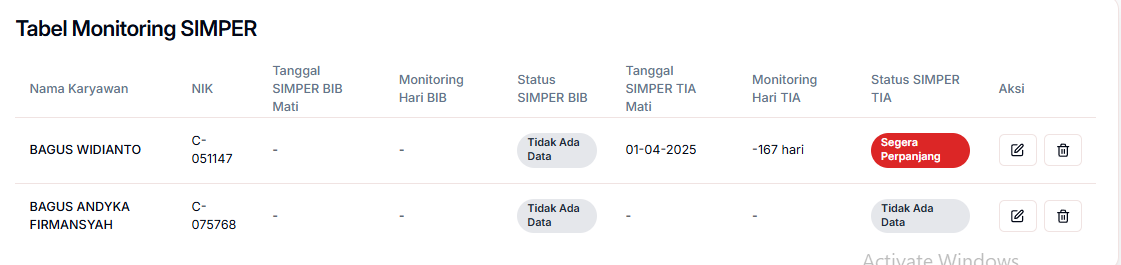 Tabel Monitoring SIMPER
Nama Karyawan
NIK
Tanggal
SIMPER BIB
Mati
Monitoring
Hari BIB
Status
SIMPER BIB
Tanggal
SIMPER TIA
Mati
Monitoring
Hari TIA
Status SIMPER
TIA
Aksi
BAGUS WIDIANTO
C-
051147
-
-
Tidak Ada
Data
01-04-2025
-167 hari
Segera
Perpanjang
BAGUS ANDYKA
FIRMANSYAH
C-
075768
-
-
Tidak Ada
Data
-
-
Tidak Ada
Data
Activate Windows